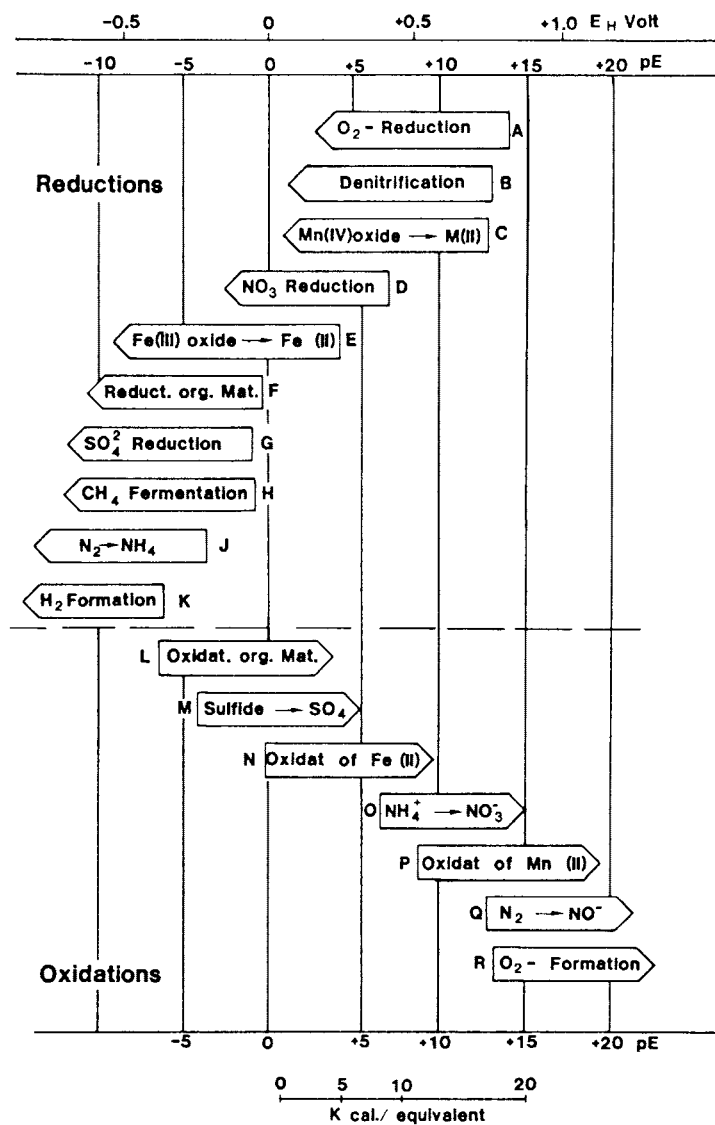 −0.5 0 +0.5 +1.0 E H Volt
−10 −5 0 +5 +10 +15 +20 pE
O2 − Reduction A
Reductions
Denitrification B
Mn(IV)oxide → M(II) C
NO3 Reduction D
Fe(III) oxide → Fe (II) E
Reduct. org. Mat. F
SO4 2 Reduction G
CH4 Fermentation H
N2 → NH4 J
H2 Formation K
L Oxidat. org. Mat.
M Sulfide → SO4
N Oxidat of Fe (II)
O NH4+ → NO3−
P Oxidat of Mn (II)
Q N2 → NO−
Oxidations
R O2 − Formation
−5 0 +5 +10 +15 +20 pE
0 5 10 20
K cal./ equivalent